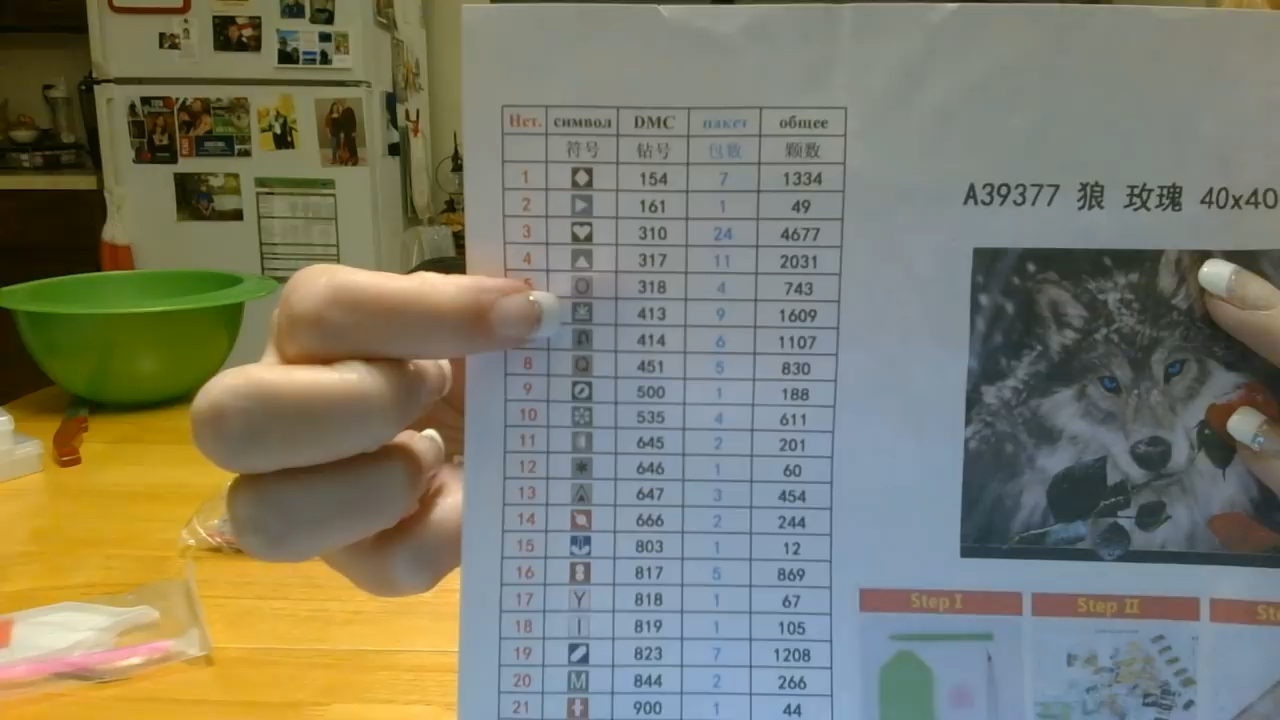 Нет. символ DMC пакет общее
符号 钻号 包数 颗数
1 154 7 1334
2 161 1 49
3 310 24 4677
4 317 11 2031
5 O 318 4 743
413 9 1609
414 6 1107
8 Q 451 5 830
9 500 1 188
10 535 4 611
11 645 2 201
12 646 1 60
13 647 3 454
14 666 2 244
15 803 1 12
16 817 5 869
17 Y 818 1 67
18 I 819 1 105
19 823 7 1208
20 M 844 2 266
21 900 1 44
A39377 狼 玫瑰 40x40
Step I Step II